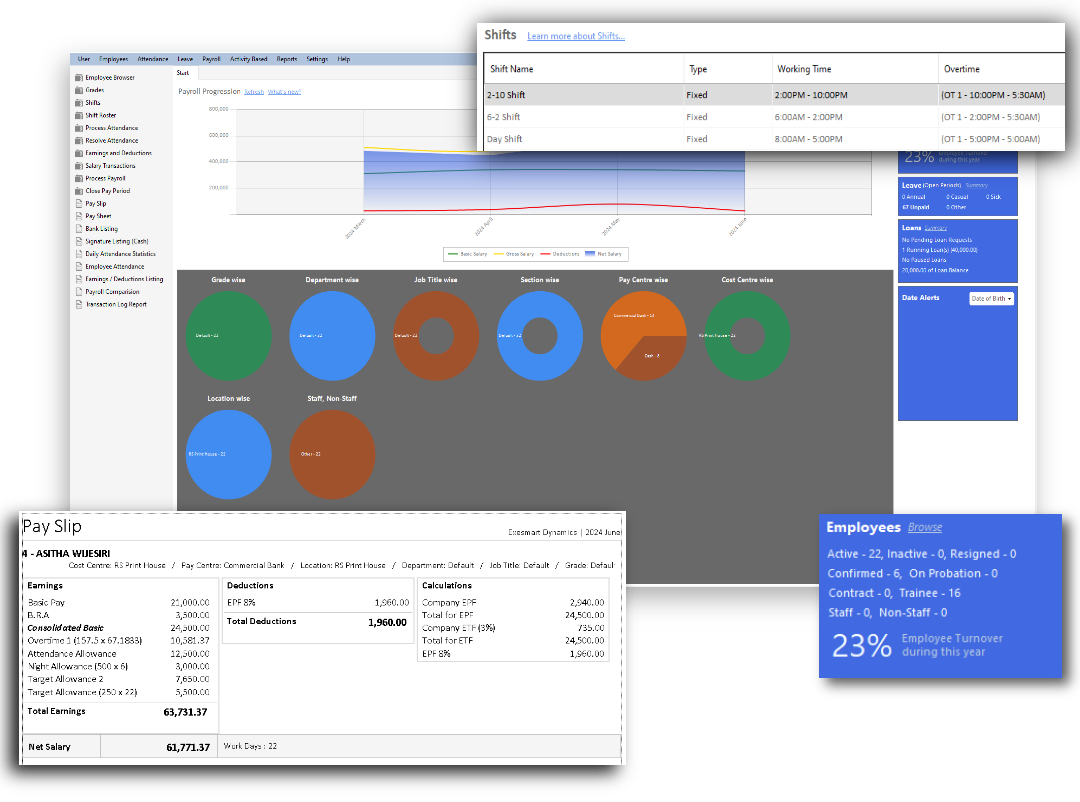 Shifts Learn more about Shifts...
Shift Name Type Working Time Overtime
2-10 Shift Fixed 2:00PM - 10:00PM (OT 1 - 10:00PM - 5:30AM)
6-2 Shift Fixed 6:00AM - 2:00PM (OT 1 - 2:00PM - 5:30AM)
Day Shift Fixed 8:00AM - 5:00PM (OT 1 - 5:00PM - 5:00AM)
User Employees Attendance Leave Payroll Activity Based Reports Settings Help
Employee Browser
Grades
Shifts
Shift Roster
Process Attendance
Resolve Attendance
Earnings and Deductions
Salary Transactions
Process Payroll
Close Pay Period
Pay Slip
Pay Sheet
Bank Listing
Signature Listing (Cash)
Daily Attendance Statistics
Employee Attendance
Earnings / Deductions Listing
Payroll Comparision
Transaction Log Report
Start
Payroll Progression Refresh What's new!
800,000
600,000
400,000
200,000
2024 March 2024 April 2024 May 2024 June
Basic Salary Gross Salary Deductions Net Salary
Grade wise Department wise Job Title wise Section wise Pay Centre wise Cost Centre wise
Default - 22 Default - 22 Default - 22 Default - 22 Commercial Bank - 14 RS Print House - 22
Cash - 8
Location wise Staff, Non-Staff
RS Print House - 22 Other - 22
23% Employee Turnover
during this year
Leave (Open Periods) Summary
0 Annual 0 Casual 0 Sick
67 Unpaid 0 Other
Loans Summary
No Pending Loan Requests
1 Running Loan(s) (40,000.00)
No Paused Loans
20,000.00 of Loan Balance
Date Alerts Date of Birth
Pay Slip
Exesmart Dynamics | 2024 June
4 - ASITHA WIJESIRI
Cost Centre: RS Print House / Pay Centre: Commercial Bank / Location: RS Print House / Department: Default / Job Title: Default / Grade: Defaul
Earnings
Basic Pay 21,000.00
B.R.A 3,500.00
Consolidated Basic 24,500.00
Overtime 1 (157.5 x 67.1833) 10,581.37
Attendance Allowance 12,500.00
Night Allowance (500 x 6) 3,000.00
Target Allowance 2 7,650.00
Target Allowance (250 x 22) 5,500.00
Total Earnings 63,731.37
Deductions
EPF 8% 1,960.00
Total Deductions 1,960.00
Calculations
Company EPF 2,940.00
Total for EPF 24,500.00
Company ETF (3%) 735.00
Total for ETF 24,500.00
EPF 8% 1,960.00
Net Salary 61,771.37 Work Days : 22
Employees Browse
Active - 22, Inactive - 0, Resigned - 0
Confirmed - 6, On Probation - 0
Contract - 0, Trainee - 16
Staff - 0, Non-Staff - 0
23% Employee Turnover
during this year